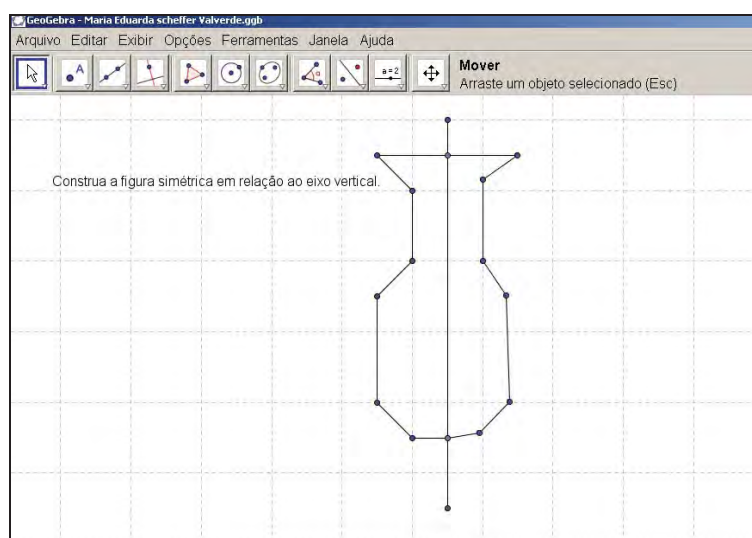 GeoGebra - Maria Eduarda scheffer Valverde.ggb
Arquivo Editar Exibir Opções Ferramentas Janela Ajuda
A
α
a=2
Mover
Arraste um objeto selecionado (Esc)
Construa a figura simétrica em relação ao eixo vertical.